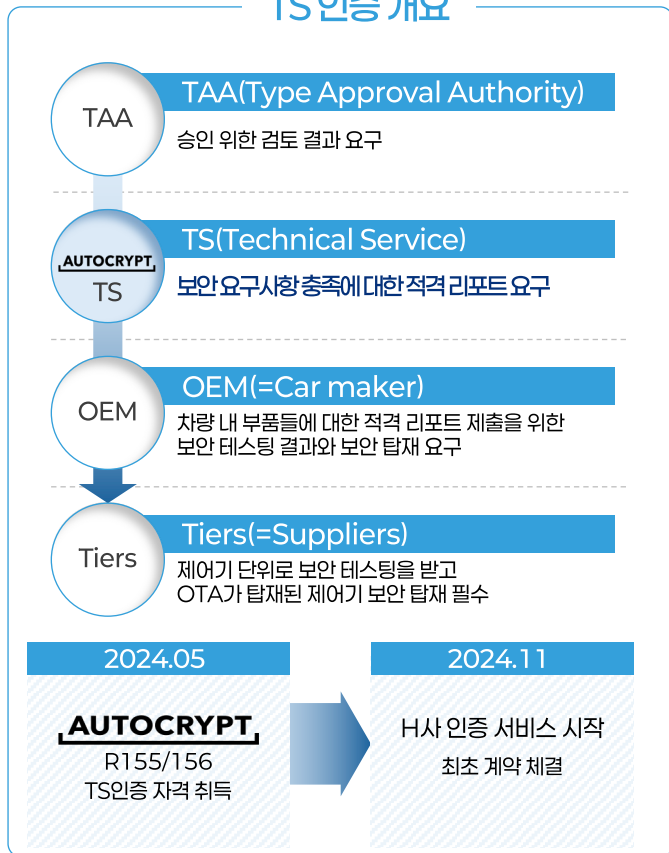 TS 인증 개요
TAA
TAA(Type Approval Authority)
승인 위한 검토 결과 요구
AUTOCRYPT
TS
TS(Technical Service)
보안 요구사항 충족에 대한 적격 리포트 요구
OEM
OEM(=Car maker)
차량 내 부품들에 대한 적격 리포트 제출을 위한
보안 테스팅 결과와 보안 탑재 요구
Tiers
Tiers(=Suppliers)
제어기 단위로 보안 테스팅을 받고
OTA가 탑재된 제어기 보안 탑재 필수
2024.05
AUTOCRYPT
R155/156
TS인증 자격 취득
2024.11
H사 인증 서비스 시작
최초 계약 체결